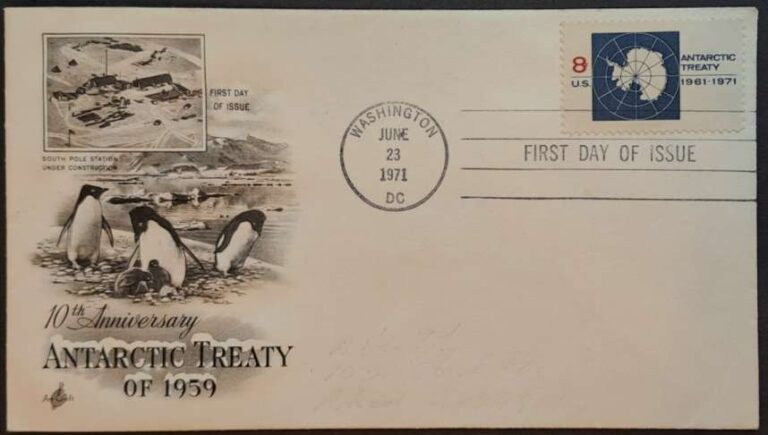 FIRST DAY
OF ISSUE
SOUTH POLE STATION
UNDER CONSTRUCTION
10th Anniversary
ANTARCTIC TREATY
OF 1959
WASHINGTON
JUNE
23
1971
DC
8¢
U.S.
ANTARCTIC
TREATY
1961-1971
FIRST DAY OF ISSUE